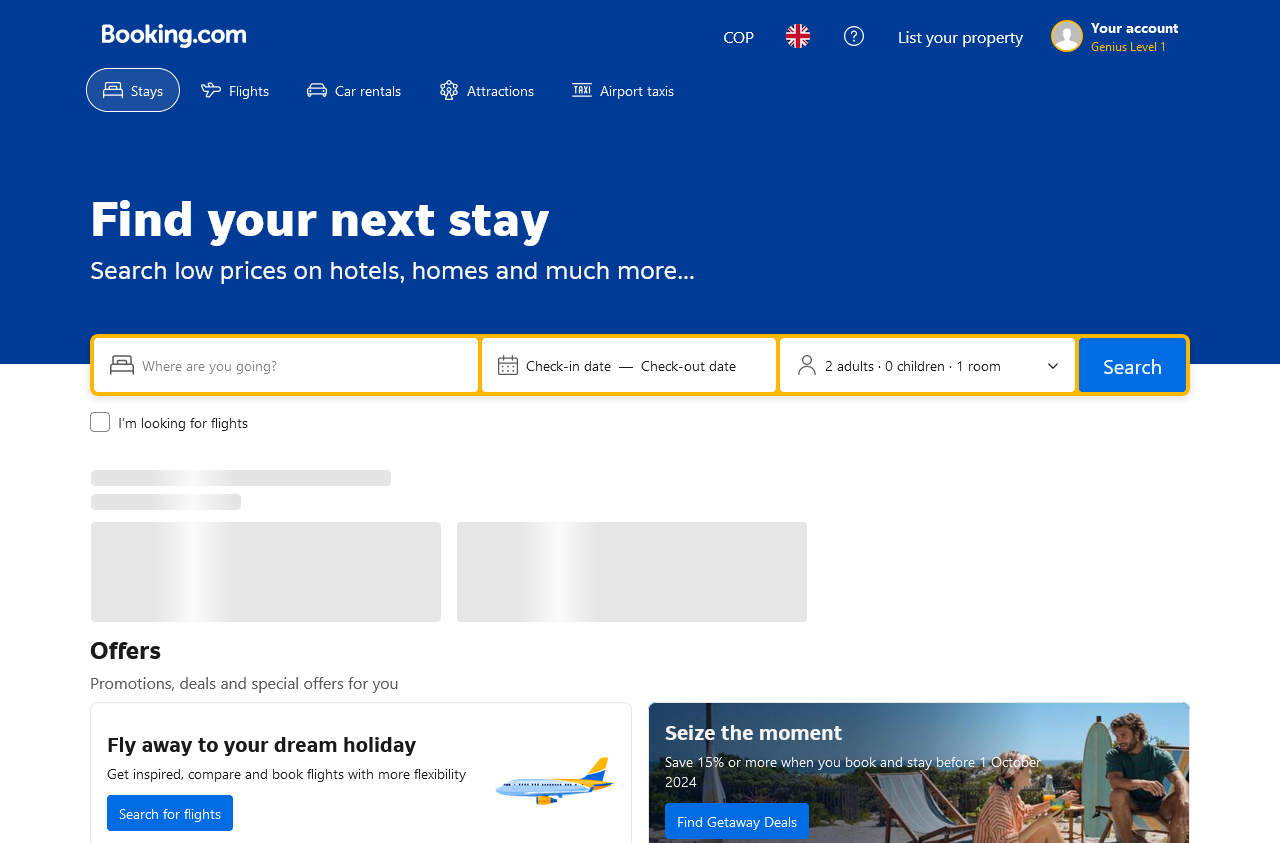 Booking.com
COP
List your property
Your account
Genius Level 1
Stays
Flights
Car rentals
Attractions
TAXI
Airport taxis
Find your next stay
Search low prices on hotels, homes and much more...
Where are you going?
Check-in date — Check-out date
2 adults · 0 children · 1 room
Search
I'm looking for flights
Offers
Promotions, deals and special offers for you
Fly away to your dream holiday
Get inspired, compare and book flights with more flexibility
Search for flights
Seize the moment
Save 15% or more when you book and stay before 1 October
2024
Find Getaway Deals